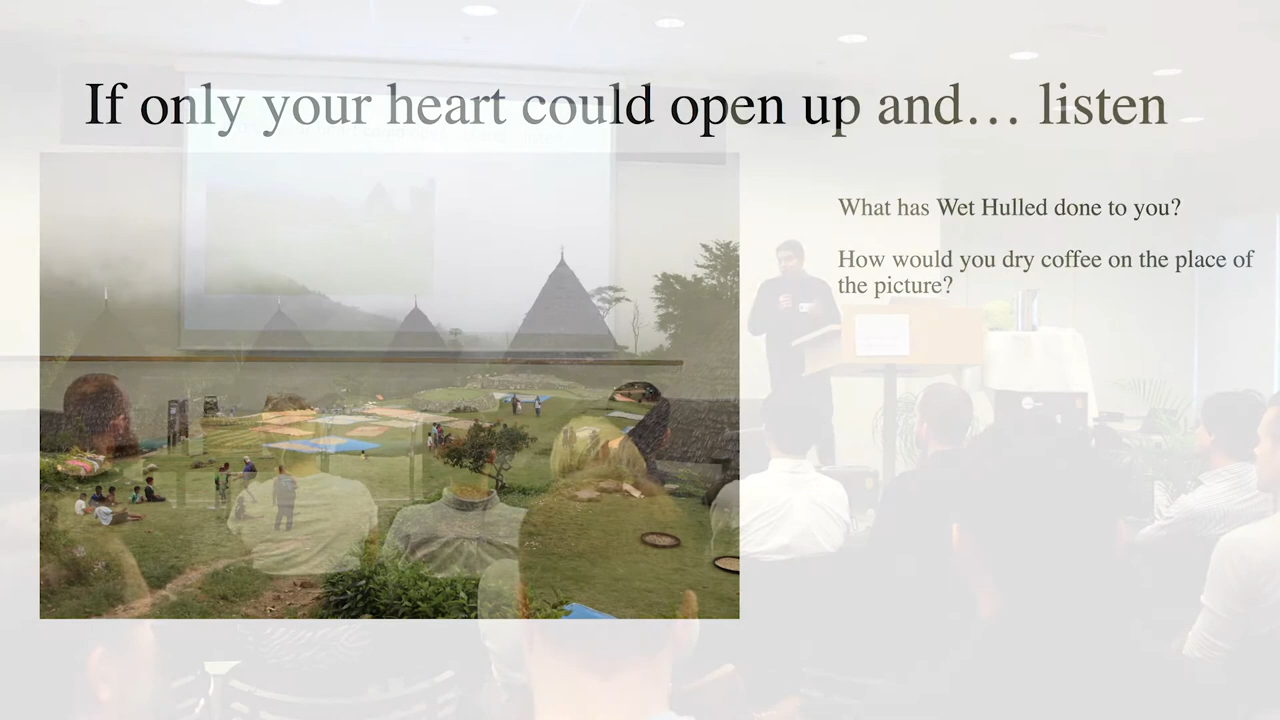 If only your heart could open up and… listen
What has Wet Hulled done to you?
How would you dry coffee on the place of
the picture?